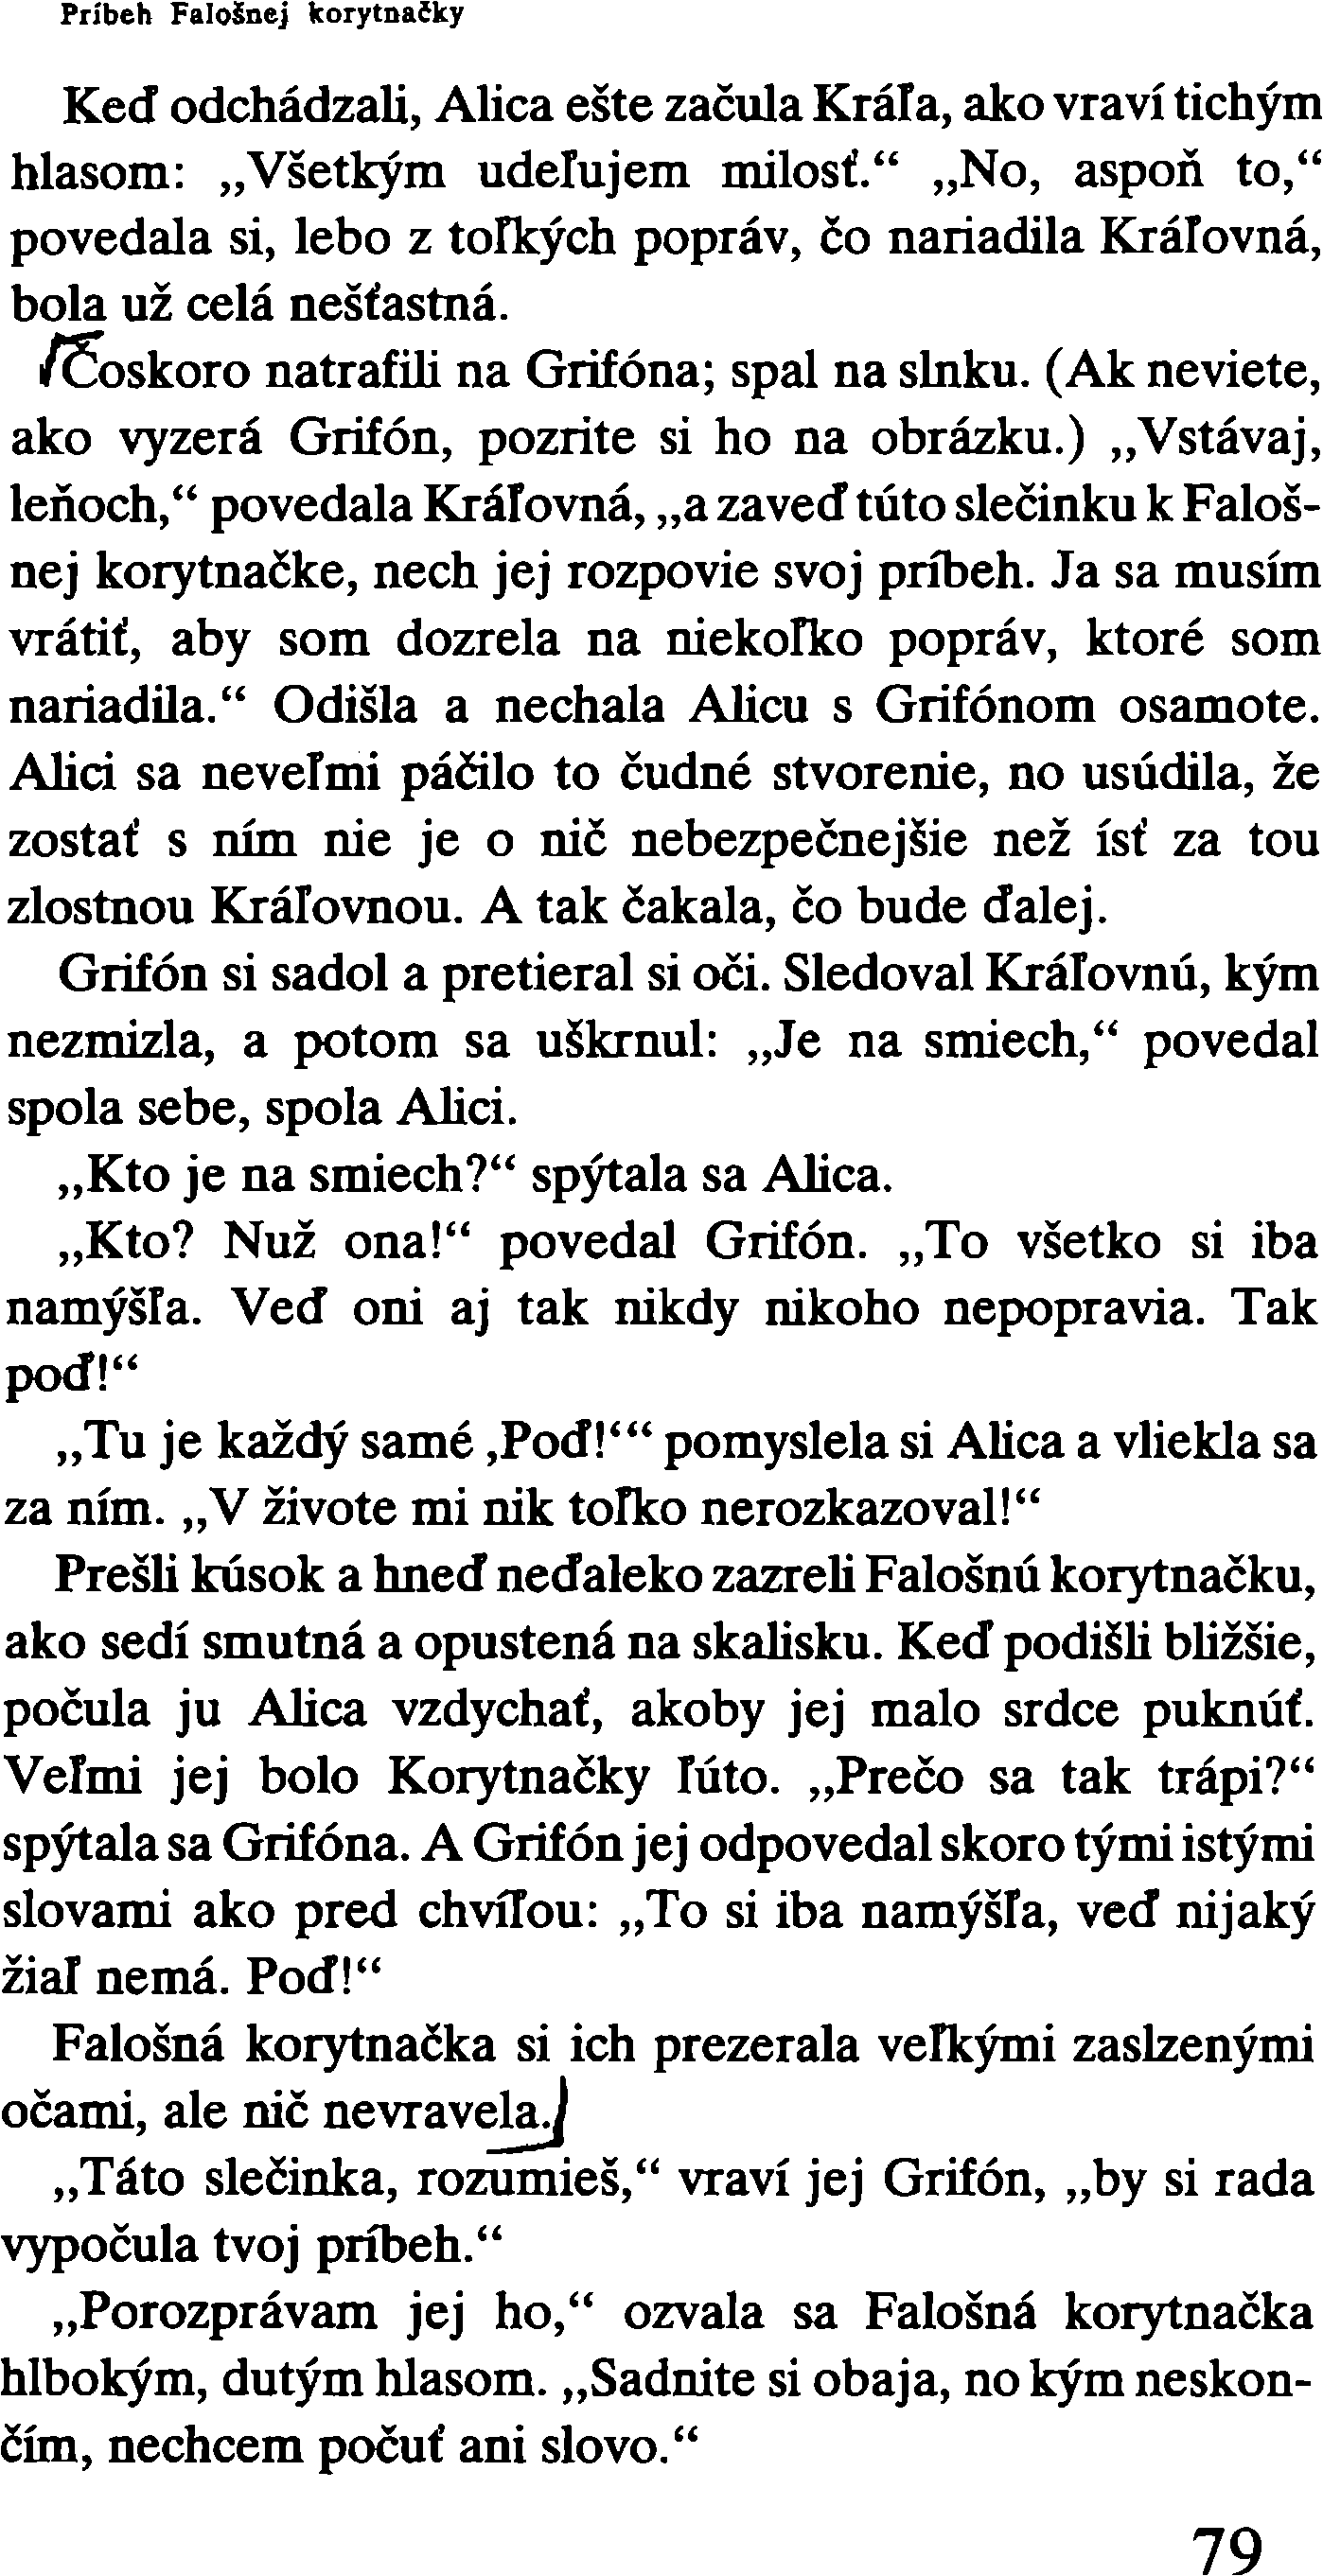 Príbeh Falošnej korytnačky
Keď odchádzali, Alica ešte začula Kráľa, ako vraví tichým
hlasom: „Všetkým udeľujem milosť.“ „No, aspoň to,“
povedala si, lebo z toľkých popráv, čo nariadila Kráľovná,
bola už celá nešťastná.
Čoskoro natrafili na Grifóna; spal na slnku. (Ak neviete,
ako vyzerá Grifón, pozrite si ho na obrázku.) „Vstávaj,
leňoch,“ povedala Kráľovná, „a zaveď túto slečinku k Faloš-
nej korytnačke, nech jej rozpovie svoj príbeh. Ja sa musím
vrátiť, aby som dozrela na niekoľko popráv, ktoré som
nariadila.“ Odišla a nechala Alicu s Grifónom osamote.
Alici sa neveľmi páčilo to čudné stvorenie, no usúdila, že
zostať s ním nie je o nič nebezpečnejšie než ísť za tou
zlostnou Kráľovnou. A tak čakala, čo bude ďalej.
Grifón si sadol a pretieral si oči. Sledoval Kráľovnú, kým
nezmizla, a potom sa uškrnul: „Je na smiech,“ povedal
spola sebe, spola Alici.
„Kto je na smiech?“ spýtala sa Alica.
„Kto? Nuž ona!“ povedal Grifón. „To všetko si iba
namýšľa. Veď oni aj tak nikdy nikoho nepopravia. Tak
poď!“
„Tu je každý samé ‚Poď!‘“ pomyslela si Alica a vliekla sa
za ním. „V živote mi nik toľko nerozkazoval!“
Prešli kúsok a hneď neďaleko zazreli Falošnú korytnačku,
ako sedí smutná a opustená na skalisku. Keď podišli bližšie,
počula ju Alica vzdychať, akoby jej malo srdce puknúť.
Veľmi jej bolo Korytnačky ľúto. „Prečo sa tak trápi?“
spýtala sa Grifóna. A Grifón jej odpovedal skoro tými istými
slovami ako pred chvíľou: „To si iba namýšľa, veď nijaký
žiaľ nemá. Poď!“
Falošná korytnačka si ich prezerala veľkými zaslzenými
očami, ale nič nevravela.
„Táto slečinka, rozumieš,“ vraví jej Grifón, „by si rada
vypočula tvoj príbeh.“
„Porozprávam jej ho,“ ozvala sa Falošná korytnačka
hlbokým, dutým hlasom. „Sadnite si obaja, no kým neskon-
čím, nechcem počuť ani slovo.“
79